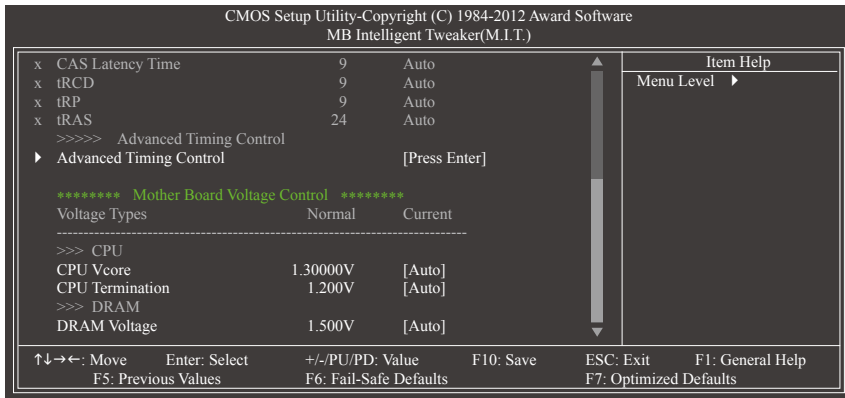 CMOS Setup Utility-Copyright (C) 1984-2012 Award Software
MB Intelligent Tweaker(M.I.T.)
x CAS Latency Time 9 Auto
x tRCD 9 Auto
x tRP 9 Auto
x tRAS 24 Auto
>>>>> Advanced Timing Control
Advanced Timing Control [Press Enter]
******** Mother Board Voltage Control ********
Voltage Types Normal Current
-----------------------------------------------------------------------------
>>> CPU
CPU Vcore 1.30000V [Auto]
CPU Termination 1.200V [Auto]
>>> DRAM
DRAM Voltage 1.500V [Auto]
Item Help
Menu Level
↑↓→←: Move Enter: Select +/-/PU/PD: Value F10: Save ESC: Exit F1: General Help
F5: Previous Values F6: Fail-Safe Defaults F7: Optimized Defaults